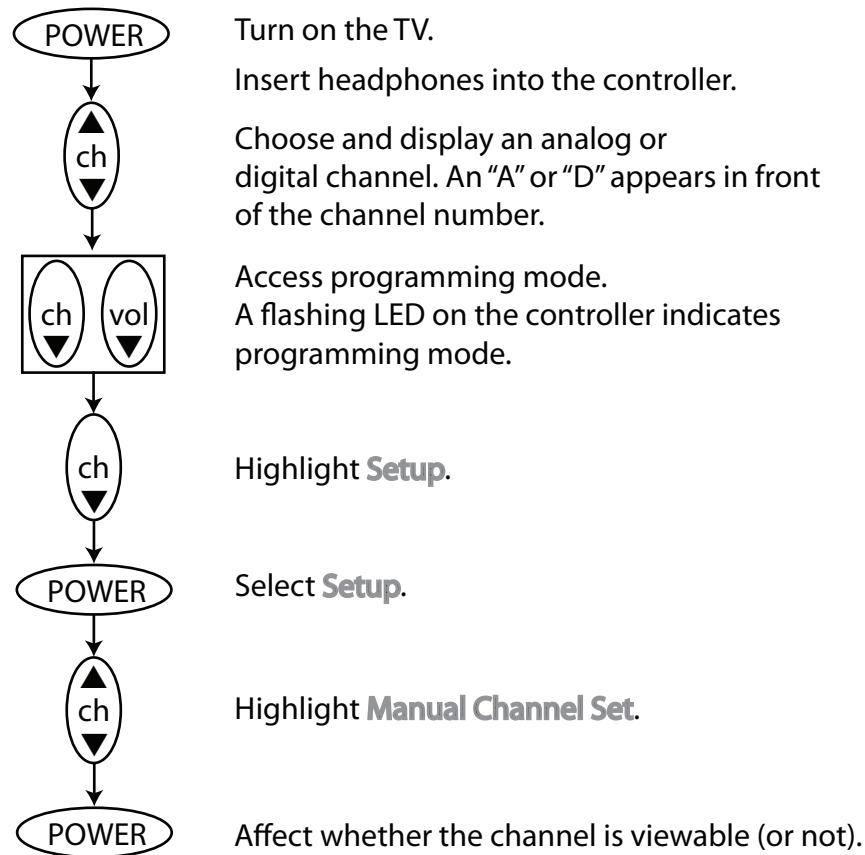 POWER
Turn on the TV.
Insert headphones into the controller.
ch
Choose and display an analog or
digital channel. An “A” or “D” appears in front
of the channel number.
ch vol
Access programming mode.
A flashing LED on the controller indicates
programming mode.
ch
Highlight Setup.
POWER
Select Setup.
ch
Highlight Manual Channel Set.
POWER
Affect whether the channel is viewable (or not).